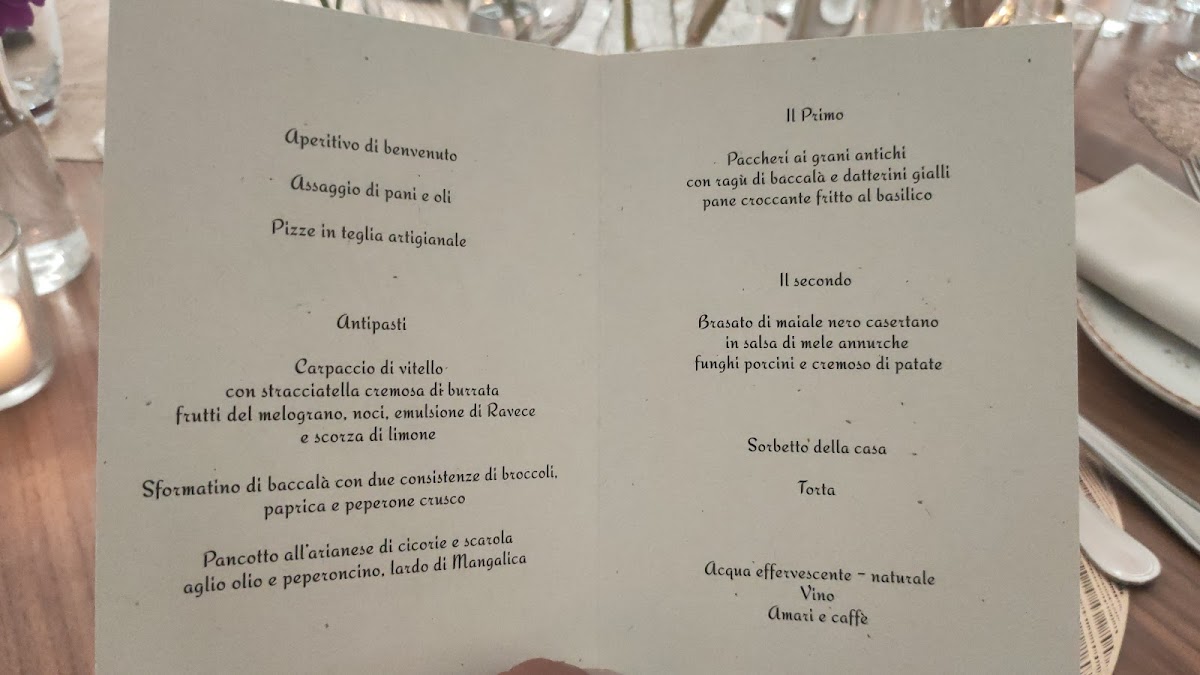 Aperitivo di benvenuto
Assaggio di pani e oli
Pizze in teglia artigianale
Antipasti
Carpaccio di vitello
con stracciatella cremosa di burrata
frutti del melograno, noci, emulsione di Ravece
e scorza di limone
Sformatino di baccalà con due consistenze di broccoli,
paprica e peperone crusco
Pancotto all'arianese di cicorie e scarola
aglio olio e peperoncino, lardo di Mangalica
Il Primo
Paccheri ai grani antichi
con ragù di baccalà e datterini gialli
pane croccante fritto al basilico
Il secondo
Brasato di maiale nero casertano
in salsa di mele annurche
funghi porcini e cremoso di patate
Sorbetto della casa
Torta
Acqua effervescente – naturale
Vino
Amari e caffè